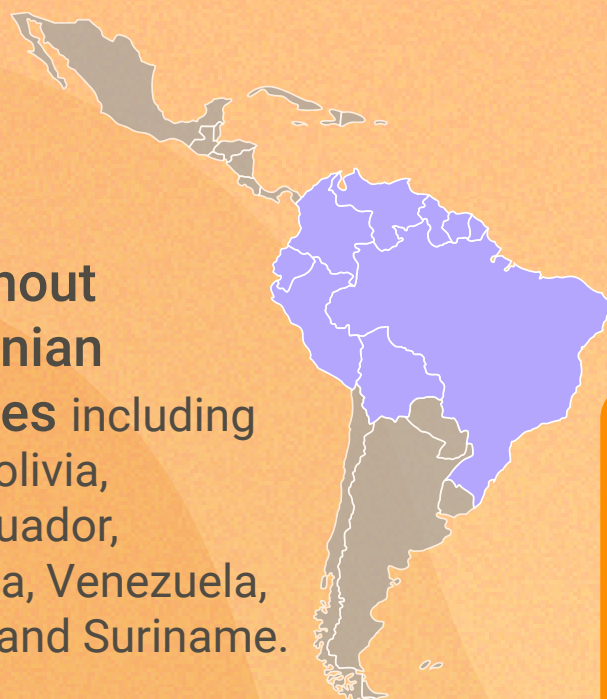 hout
nian
es including
olivia,
uador,
a, Venezuela,
and Suriname.